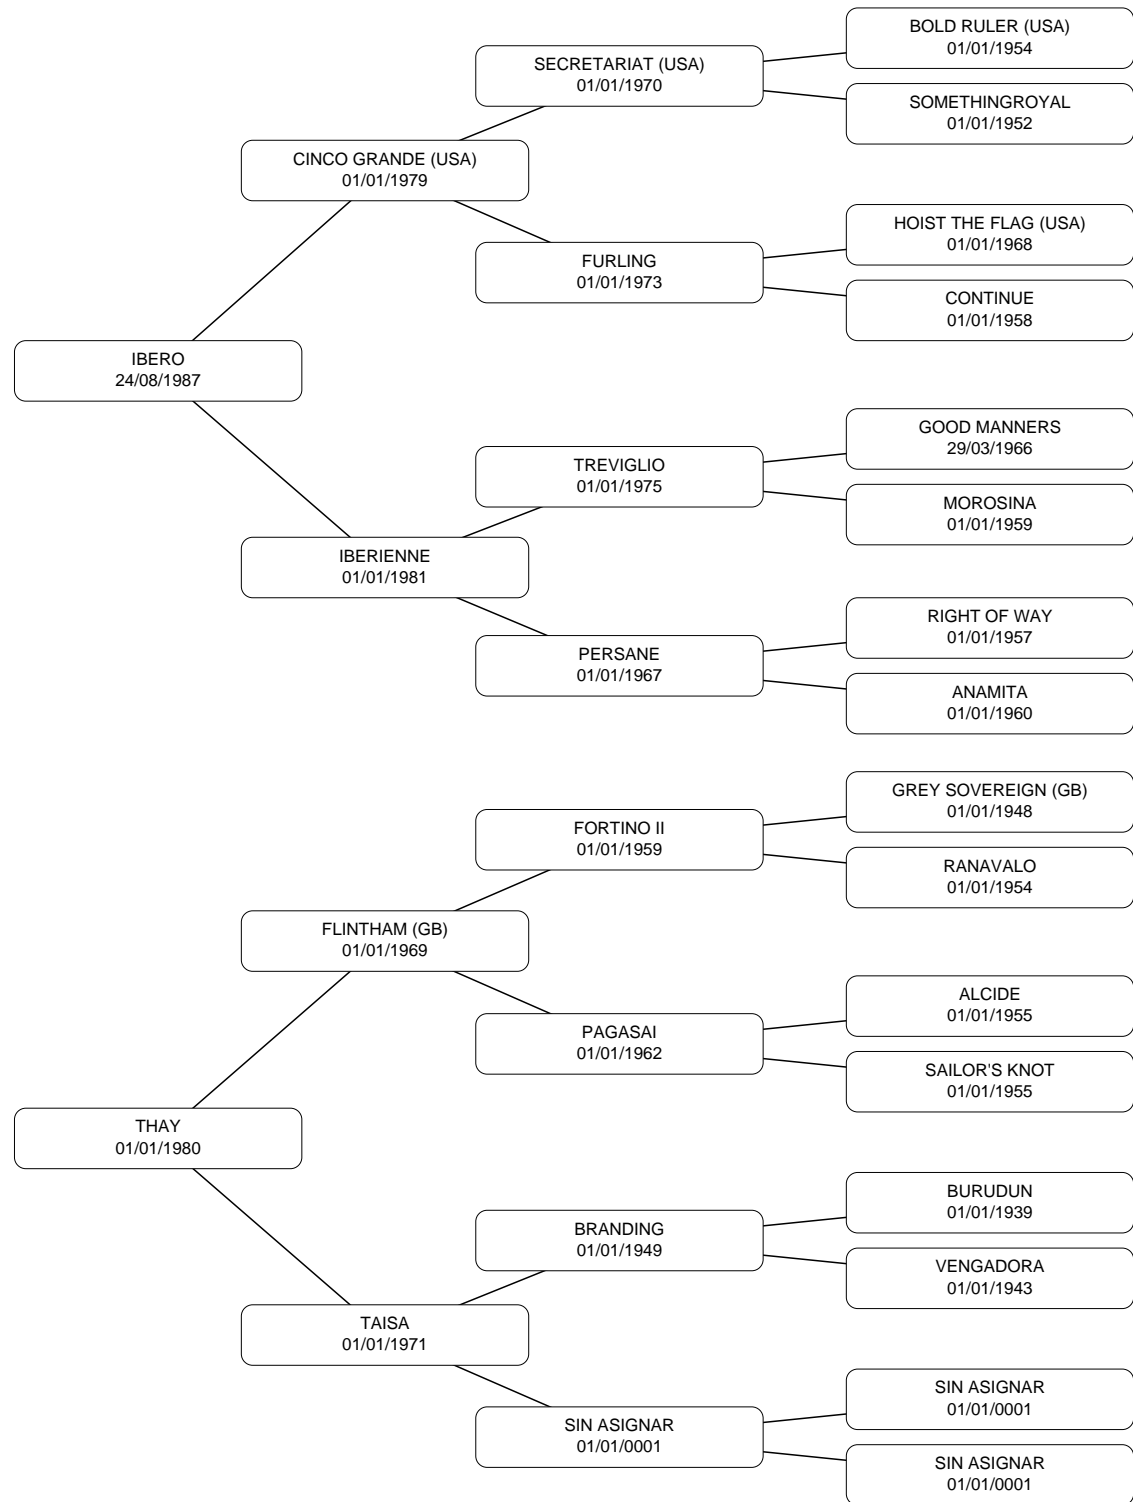 BOLD RULER (USA)
01/01/1954
SECRETARIAT (USA)
01/01/1970
SOMETHINGROYAL
01/01/1952
CINCO GRANDE (USA)
01/01/1979
HOIST THE FLAG (USA)
01/01/1968
FURLING
01/01/1973
CONTINUE
01/01/1958
IBERO
24/08/1987
GOOD MANNERS
29/03/1966
TREVIGLIO
01/01/1975
MOROSINA
01/01/1959
IBERIENNE
01/01/1981
RIGHT OF WAY
01/01/1957
PERSANE
01/01/1967
ANAMITA
01/01/1960
GREY SOVEREIGN (GB)
01/01/1948
FORTINO II
01/01/1959
RANAVALO
01/01/1954
FLINTHAM (GB)
01/01/1969
ALCIDE
01/01/1955
PAGASAI
01/01/1962
SAILOR'S KNOT
01/01/1955
THAY
01/01/1980
BURUDUN
01/01/1939
BRANDING
01/01/1949
VENGADORA
01/01/1943
TAISA
01/01/1971
SIN ASIGNAR
01/01/0001
SIN ASIGNAR
01/01/0001
SIN ASIGNAR
01/01/0001